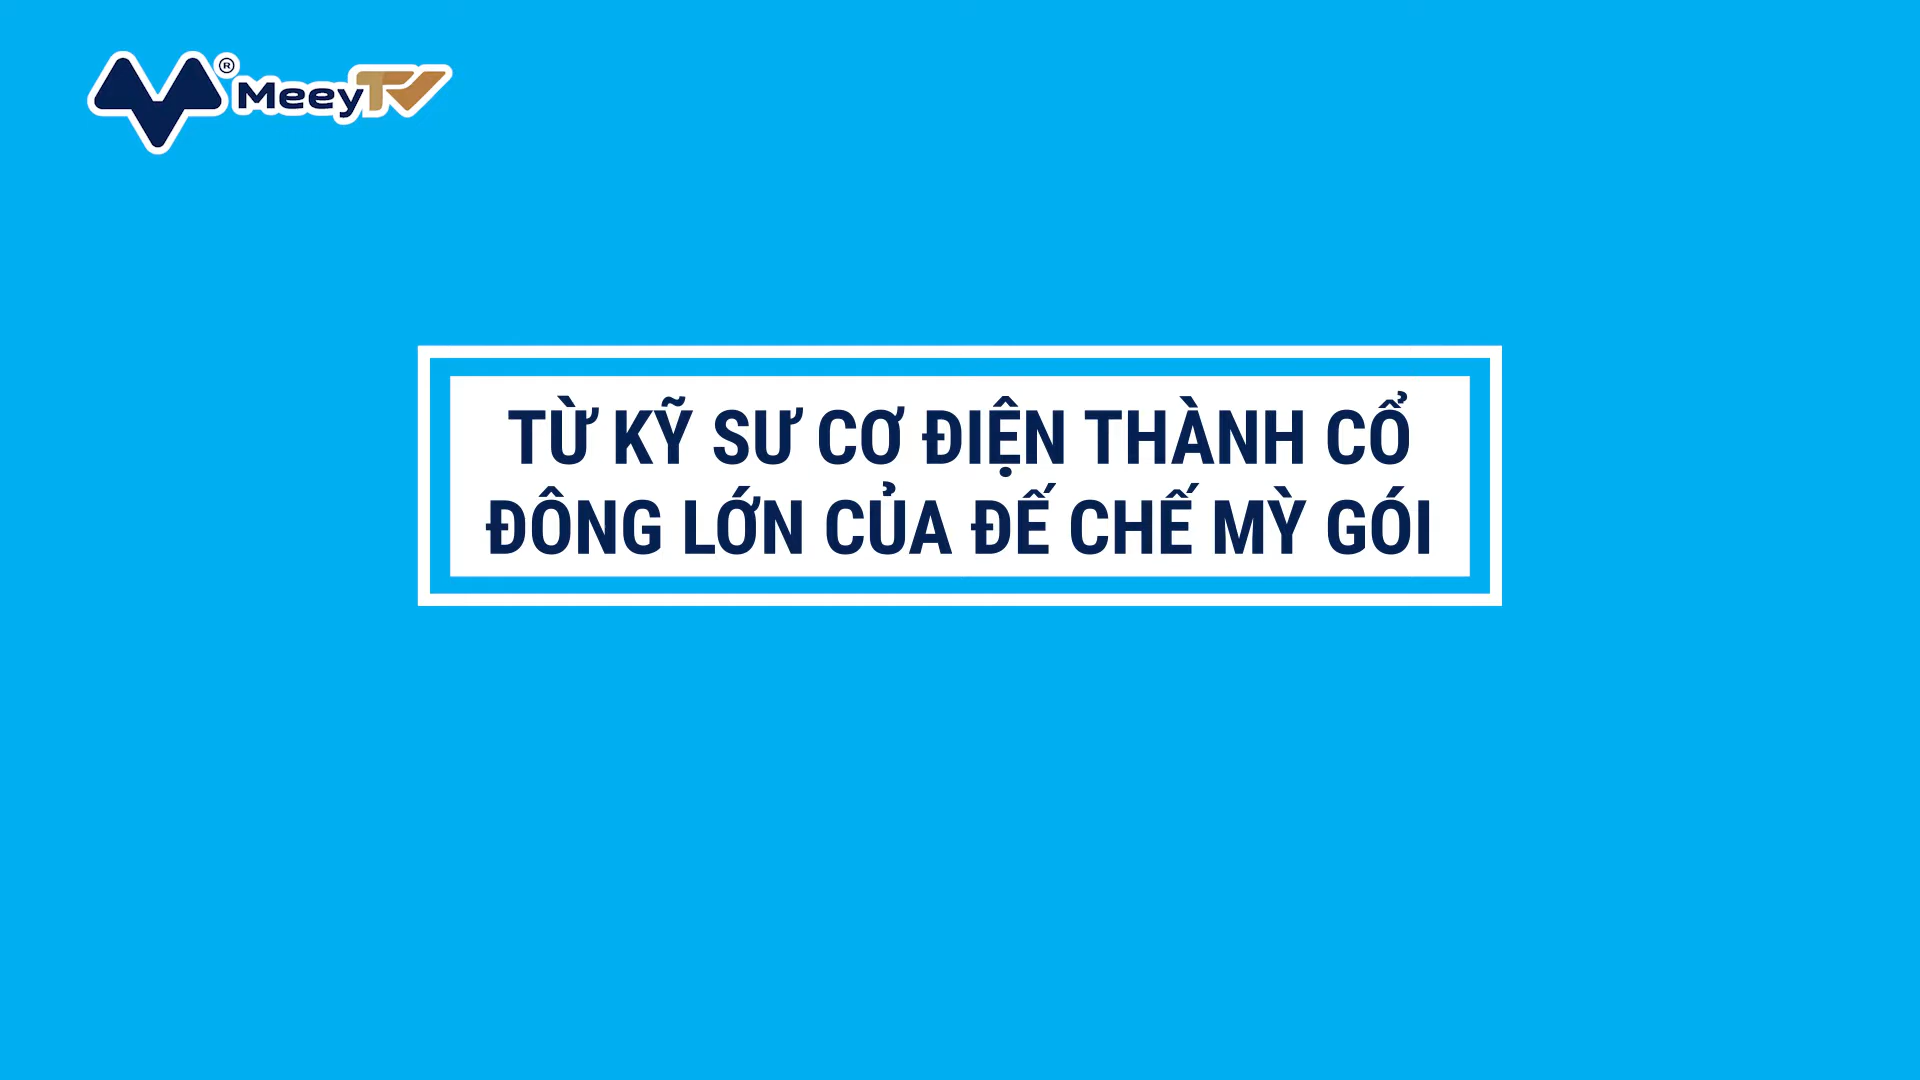 ® MeeyTV
TỪ KỸ SƯ CƠ ĐIỆN THÀNH CỔ
ĐÔNG LỚN CỦA ĐẾ CHẾ MỲ GÓI